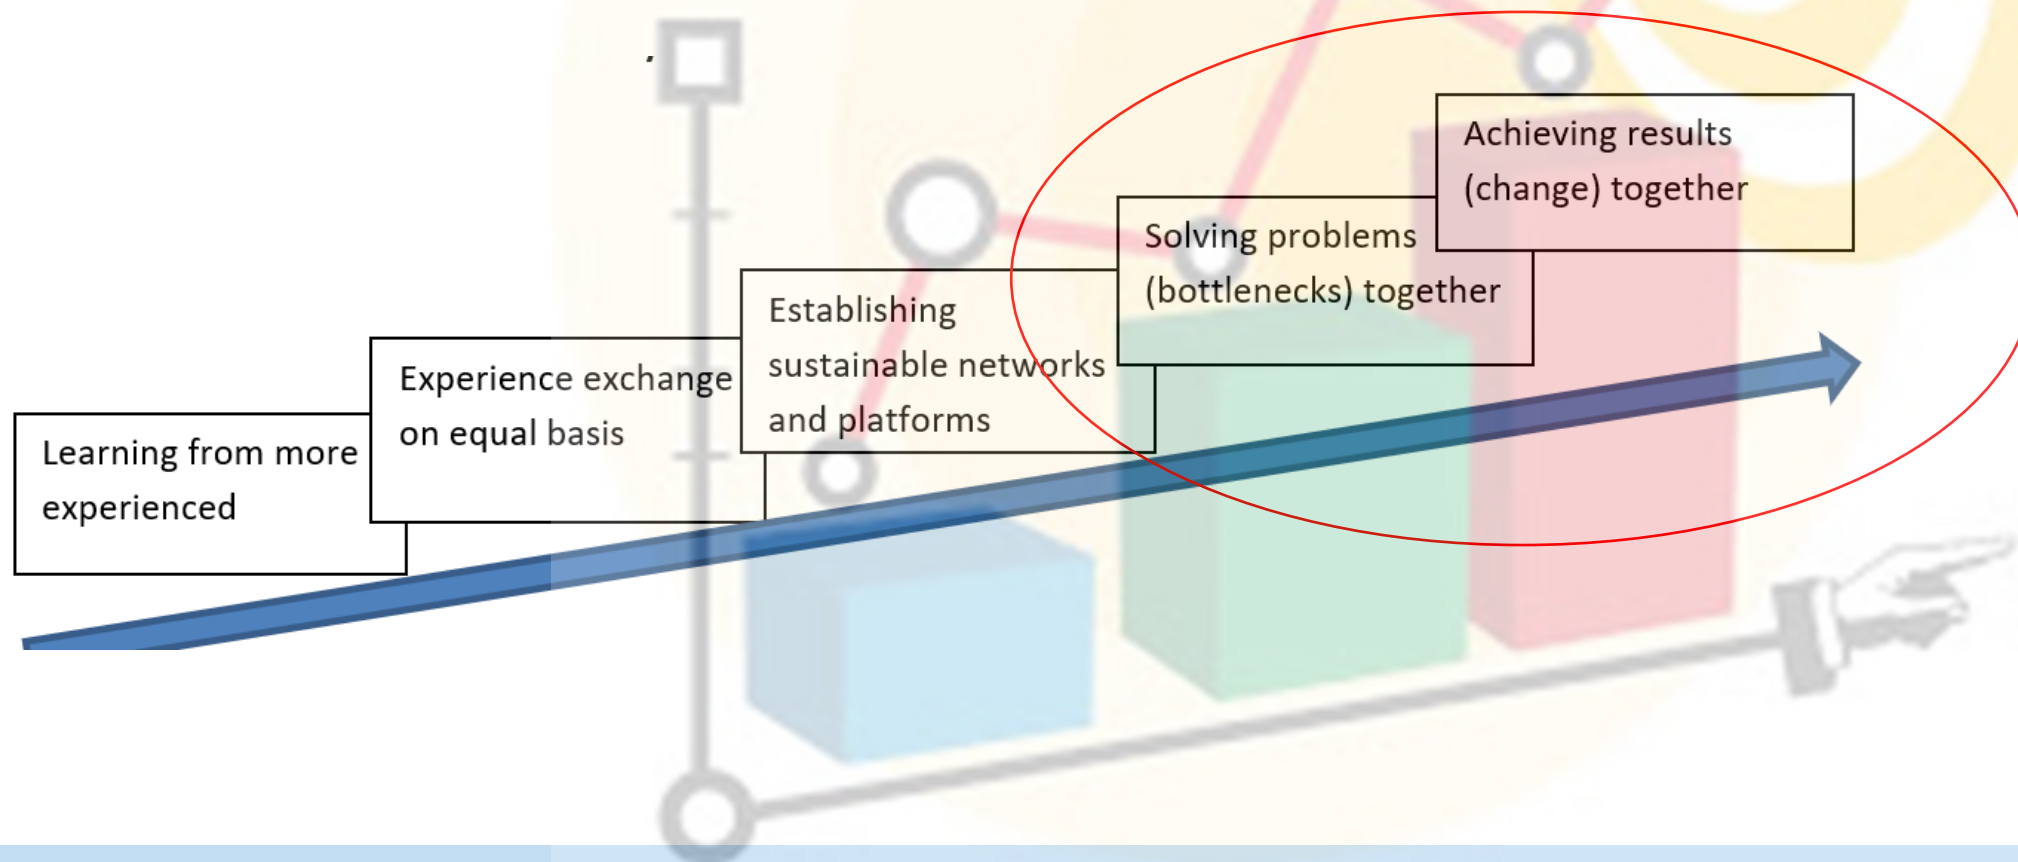 Learning from more
experienced
Experience exchange
on equal basis
Establishing
sustainable networks
and platforms
Solving problems
(bottlenecks) together
Achieving results
(change) together